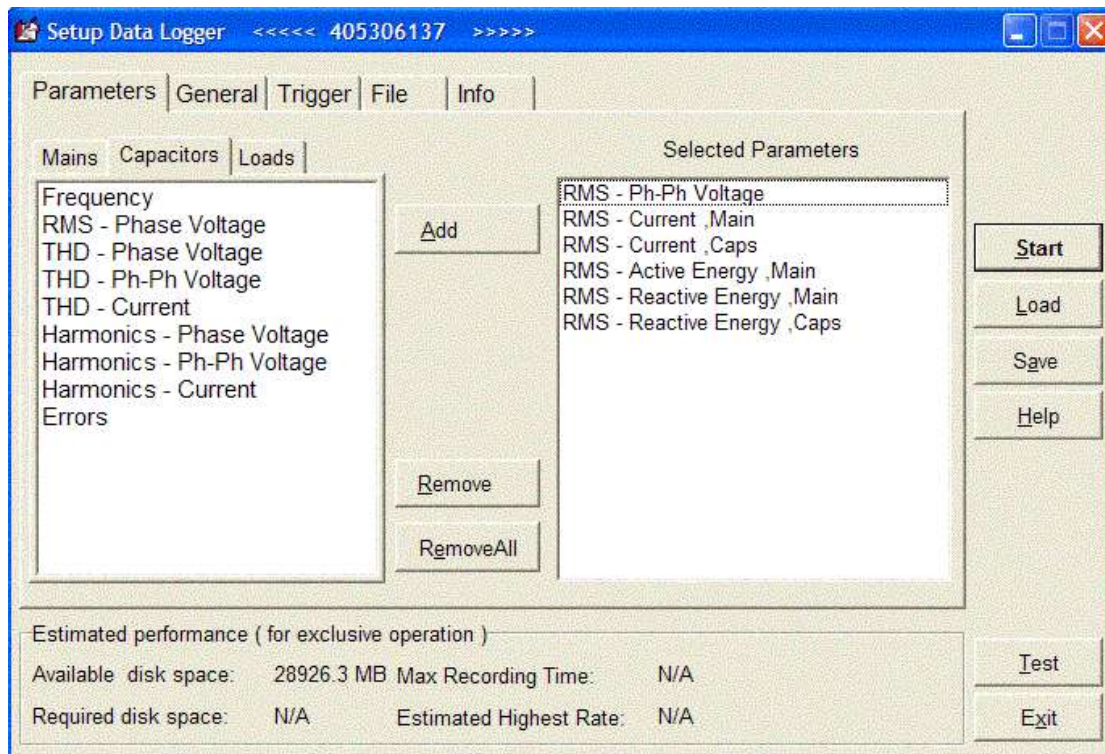 Setup Data Logger <<<<< 405306137 >>>>>
Parameters General Trigger File Info
Mains Capacitors Loads
Frequency
RMS - Phase Voltage
THD - Phase Voltage
THD - Ph-Ph Voltage
THD - Current
Harmonics - Phase Voltage
Harmonics - Ph-Ph Voltage
Harmonics - Current
Errors
Add
Remove
RemoveAll
Selected Parameters
RMS - Ph-Ph Voltage
RMS - Current ,Main
RMS - Current ,Caps
RMS - Active Energy ,Main
RMS - Reactive Energy ,Main
RMS - Reactive Energy ,Caps
Start
Load
Save
Help
Estimated performance ( for exclusive operation )
Available disk space: 28926.3 MB Max Recording Time: N/A
Required disk space: N/A Estimated Highest Rate: N/A
Test
Exit